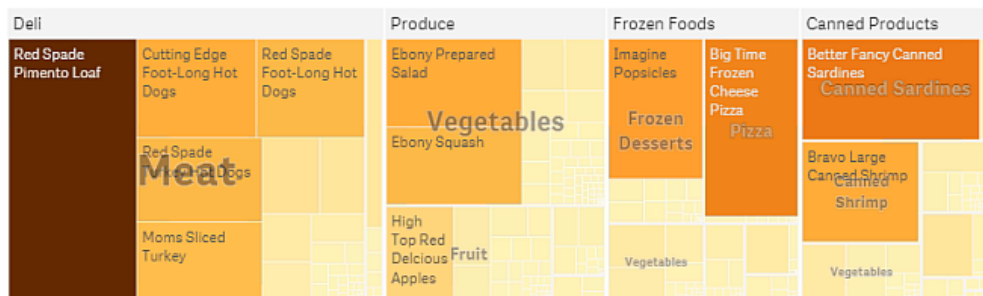 Deli
Produce
Frozen Foods
Canned Products
Red Spade
Pimento Loaf
Cutting Edge
Foot-Long Hot
Dogs
Red Spade
Foot-Long Hot
Dogs
Red Spade
Turkey Hot Dogs
Meat
Moms Sliced
Turkey
Ebony Prepared
Salad
Vegetables
Ebony Squash
High
Top Red
Delcious
Apples
Fruit
Imagine
Popsicles
Frozen
Desserts
Big Time
Frozen
Cheese
Pizza
Pizza
Vegetables
Better Fancy Canned
Sardines
Canned Sardines
Bravo Large
Canned Shrimp
Canned
Shrimp
Vegetables